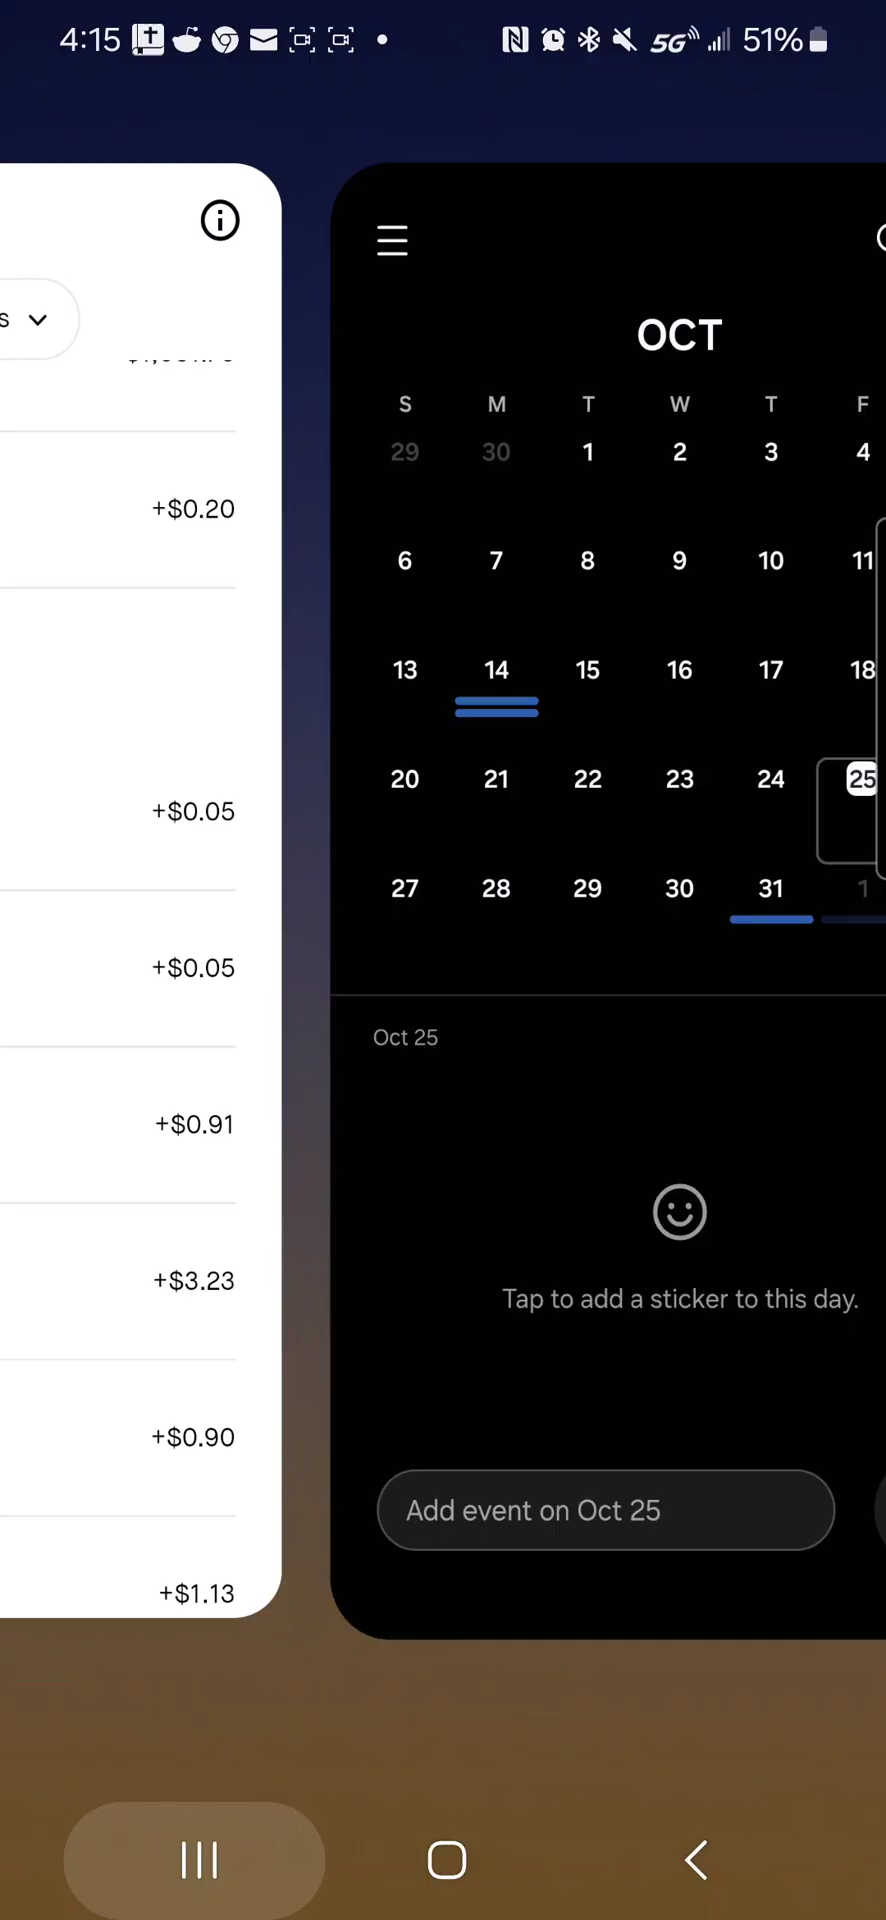 4:15 5G 51%
s
+$0.20
+$0.05
+$0.05
+$0.91
+$3.23
+$0.90
+$1.13
OCT
S M T W T F
29 30 1 2 3 4
6 7 8 9 10 11
13 14 15 16 17 18
20 21 22 23 24 25
27 28 29 30 31 1
Oct 25
Tap to add a sticker to this day.
Add event on Oct 25